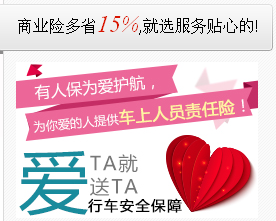 商业险多省15%,就选服务贴心的!
有人保为爱护航，
为你爱的人提供车上人员责任险！
爱
TA就
送TA
行车安全保障